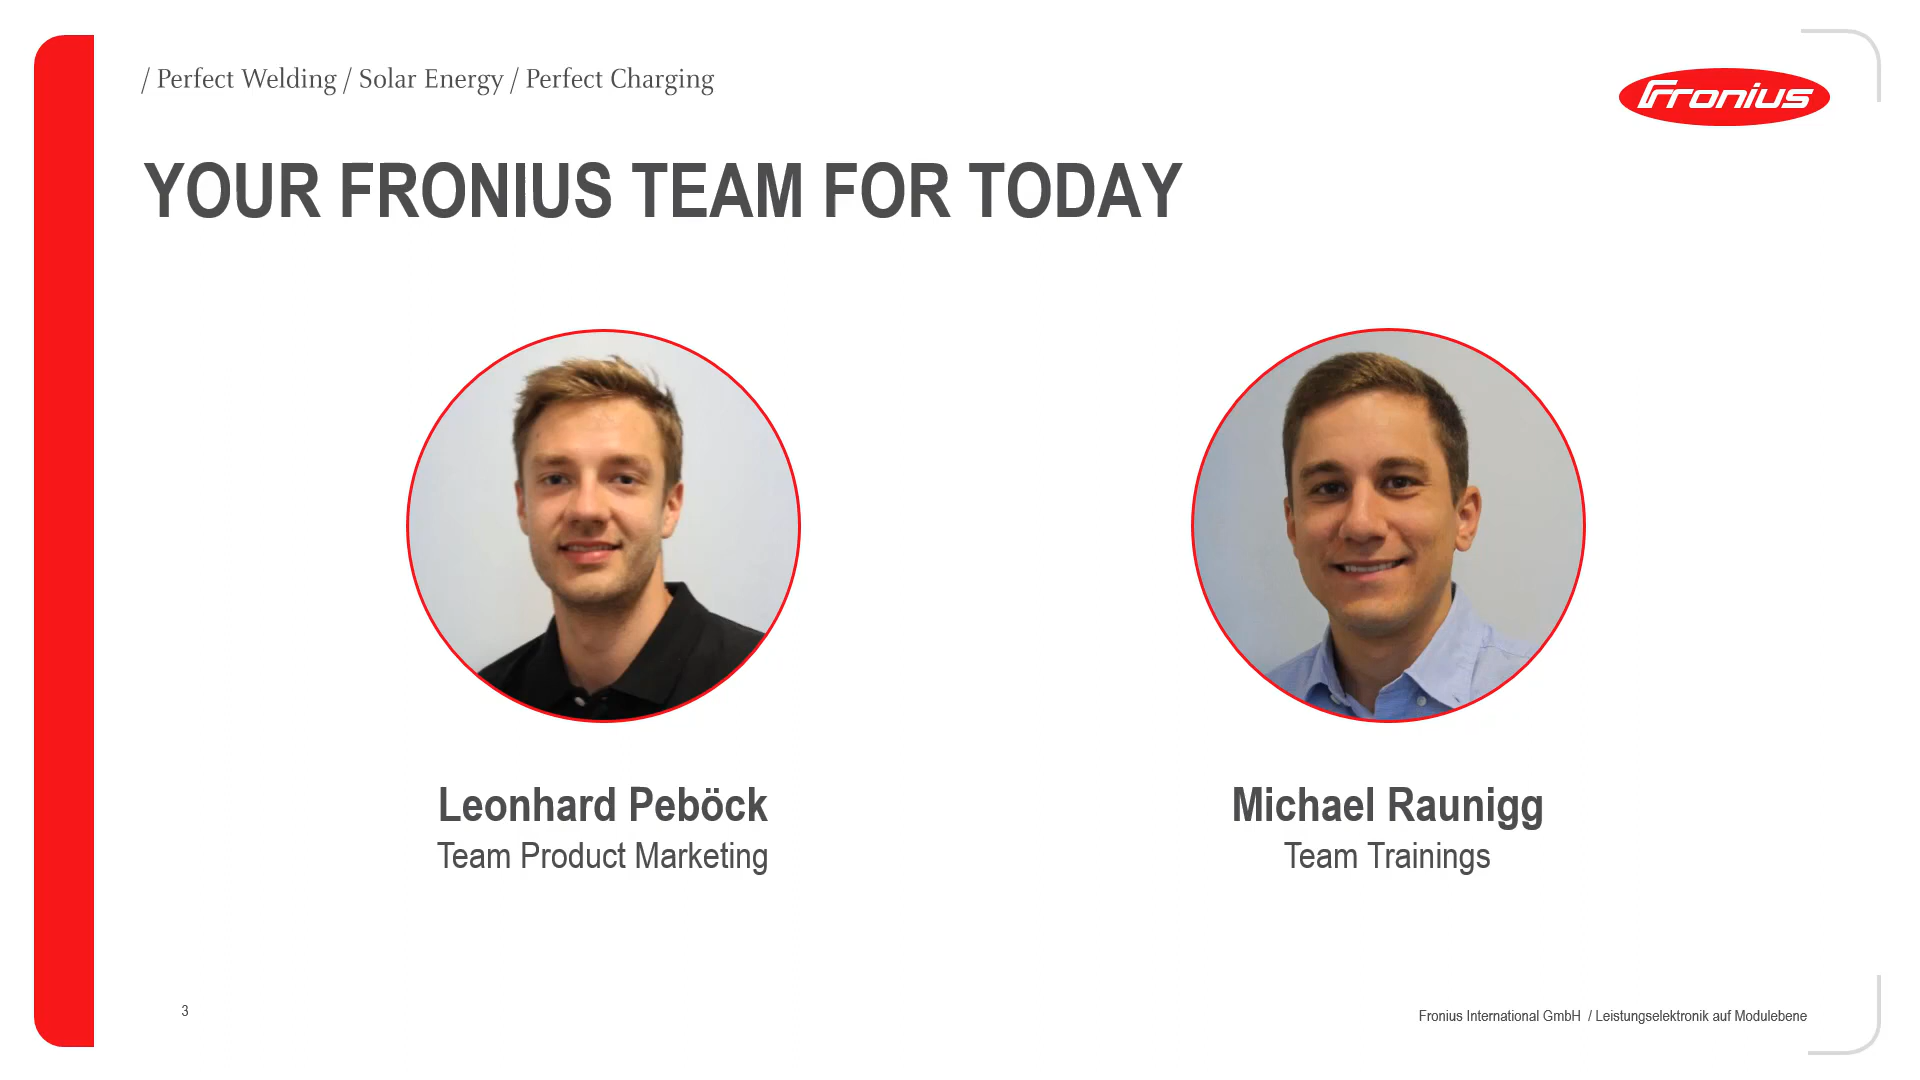 / Perfect Welding / Solar Energy / Perfect Charging
Fronius
YOUR FRONIUS TEAM FOR TODAY
Leonhard Peböck
Team Product Marketing
Michael Raunigg
Team Trainings
3
Fronius International GmbH / Leistungselektronik auf Modulebene